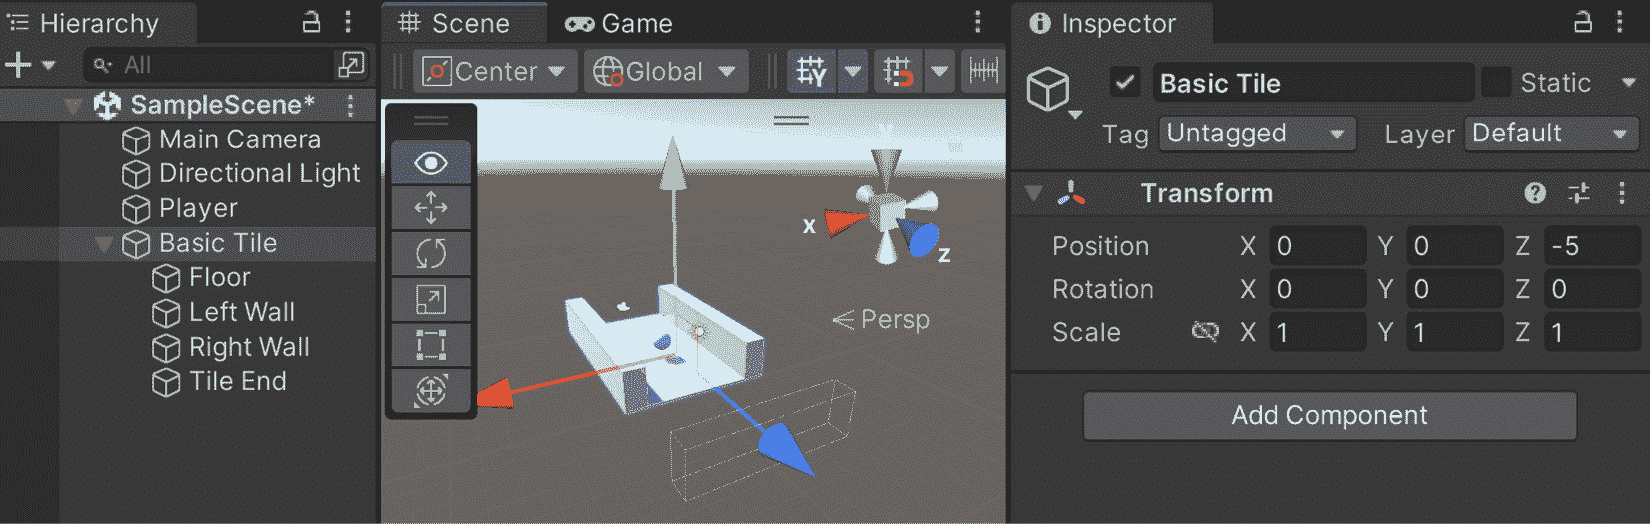 Hierarchy
All
SampleScene*
Main Camera
Directional Light
Player
Basic Tile
Floor
Left Wall
Right Wall
Tile End
Scene Game
Center Global
Y
x
z
Persp
Inspector
Basic Tile Static
Tag Untagged Layer Default
Transform
Position X 0 Y 0 Z -5
Rotation X 0 Y 0 Z 0
Scale X 1 Y 1 Z 1
Add Component